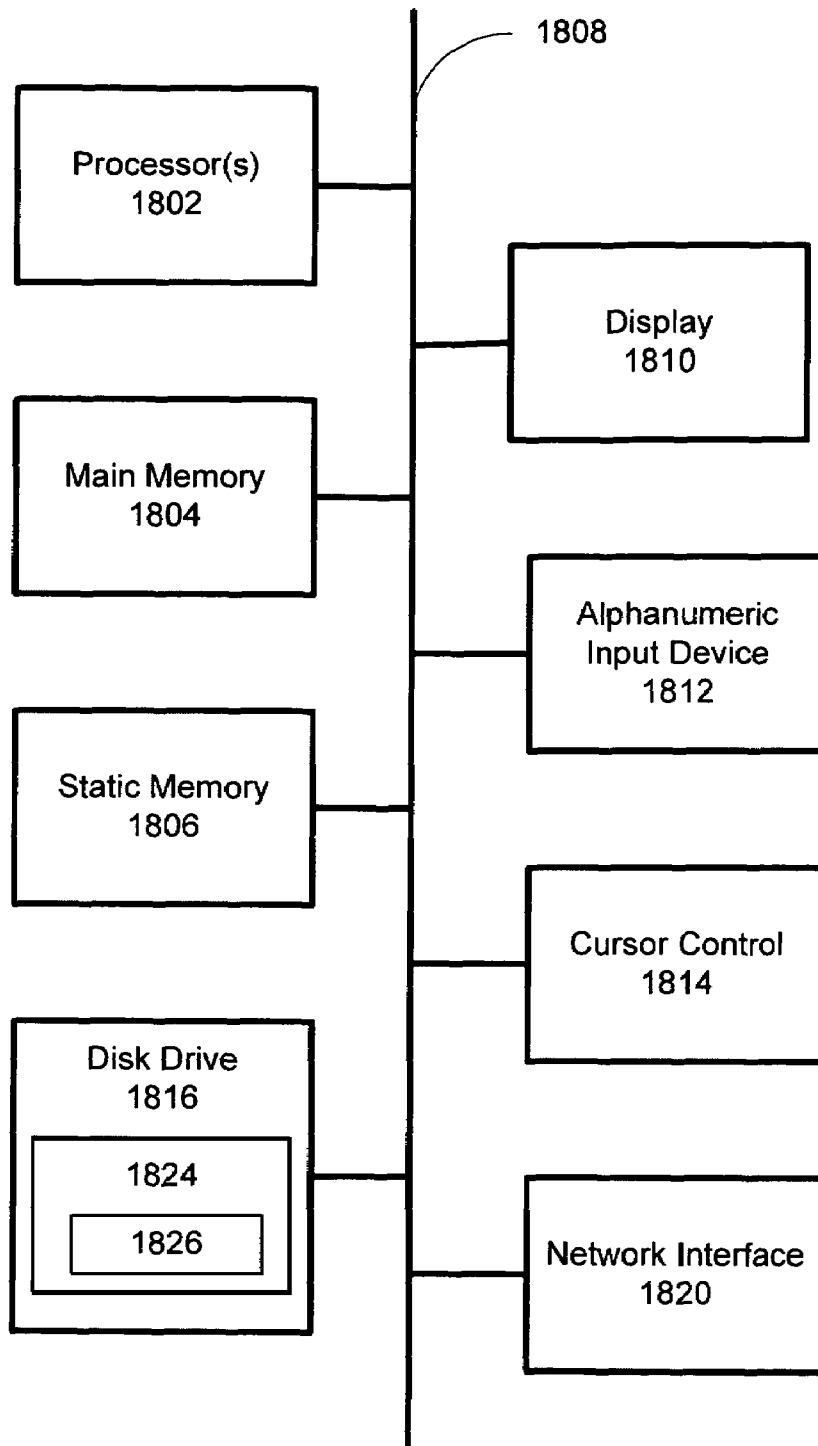 1808
Processor(s)
1802
Display
1810
Main Memory
1804
Alphanumeric
Input Device
1812
Static Memory
1806
Cursor Control
1814
Disk Drive
1816
1824
1826
Network Interface
1820